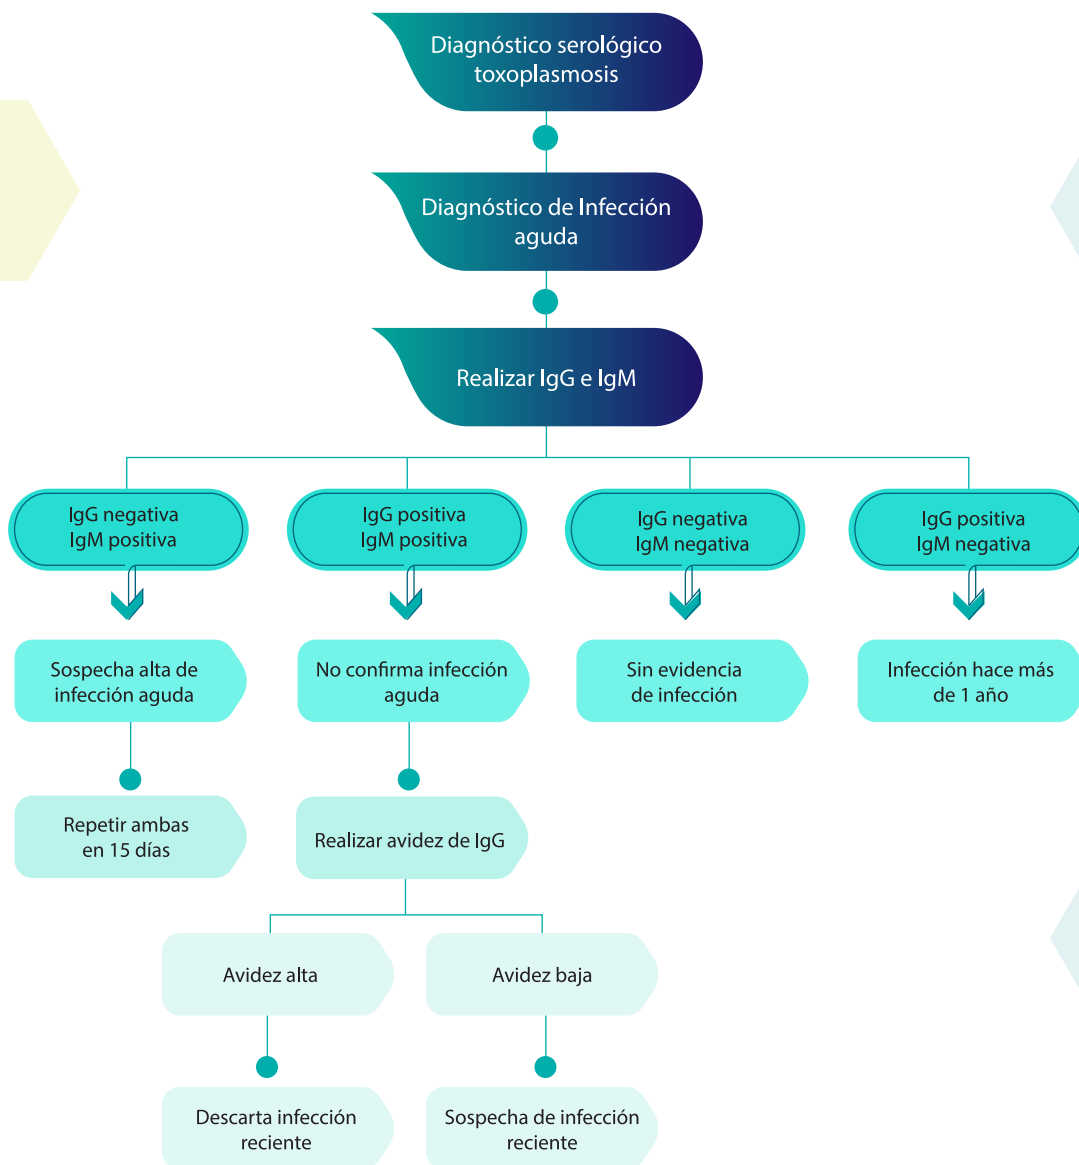 Diagnóstico serológico
toxoplasmosis
Diagnóstico de Infección
aguda
Realizar IgG e IgM
IgG negativa
IgM positiva
IgG positiva
IgM positiva
IgG negativa
IgM negativa
IgG positiva
IgM negativa
Sospecha alta de
infección aguda
No confirma infección
aguda
Sin evidencia
de infección
Infección hace más
de 1 año
Repetir ambas
en 15 días
Realizar avidez de IgG
Avidez alta
Avidez baja
Descarta infección
reciente
Sospecha de infección
reciente